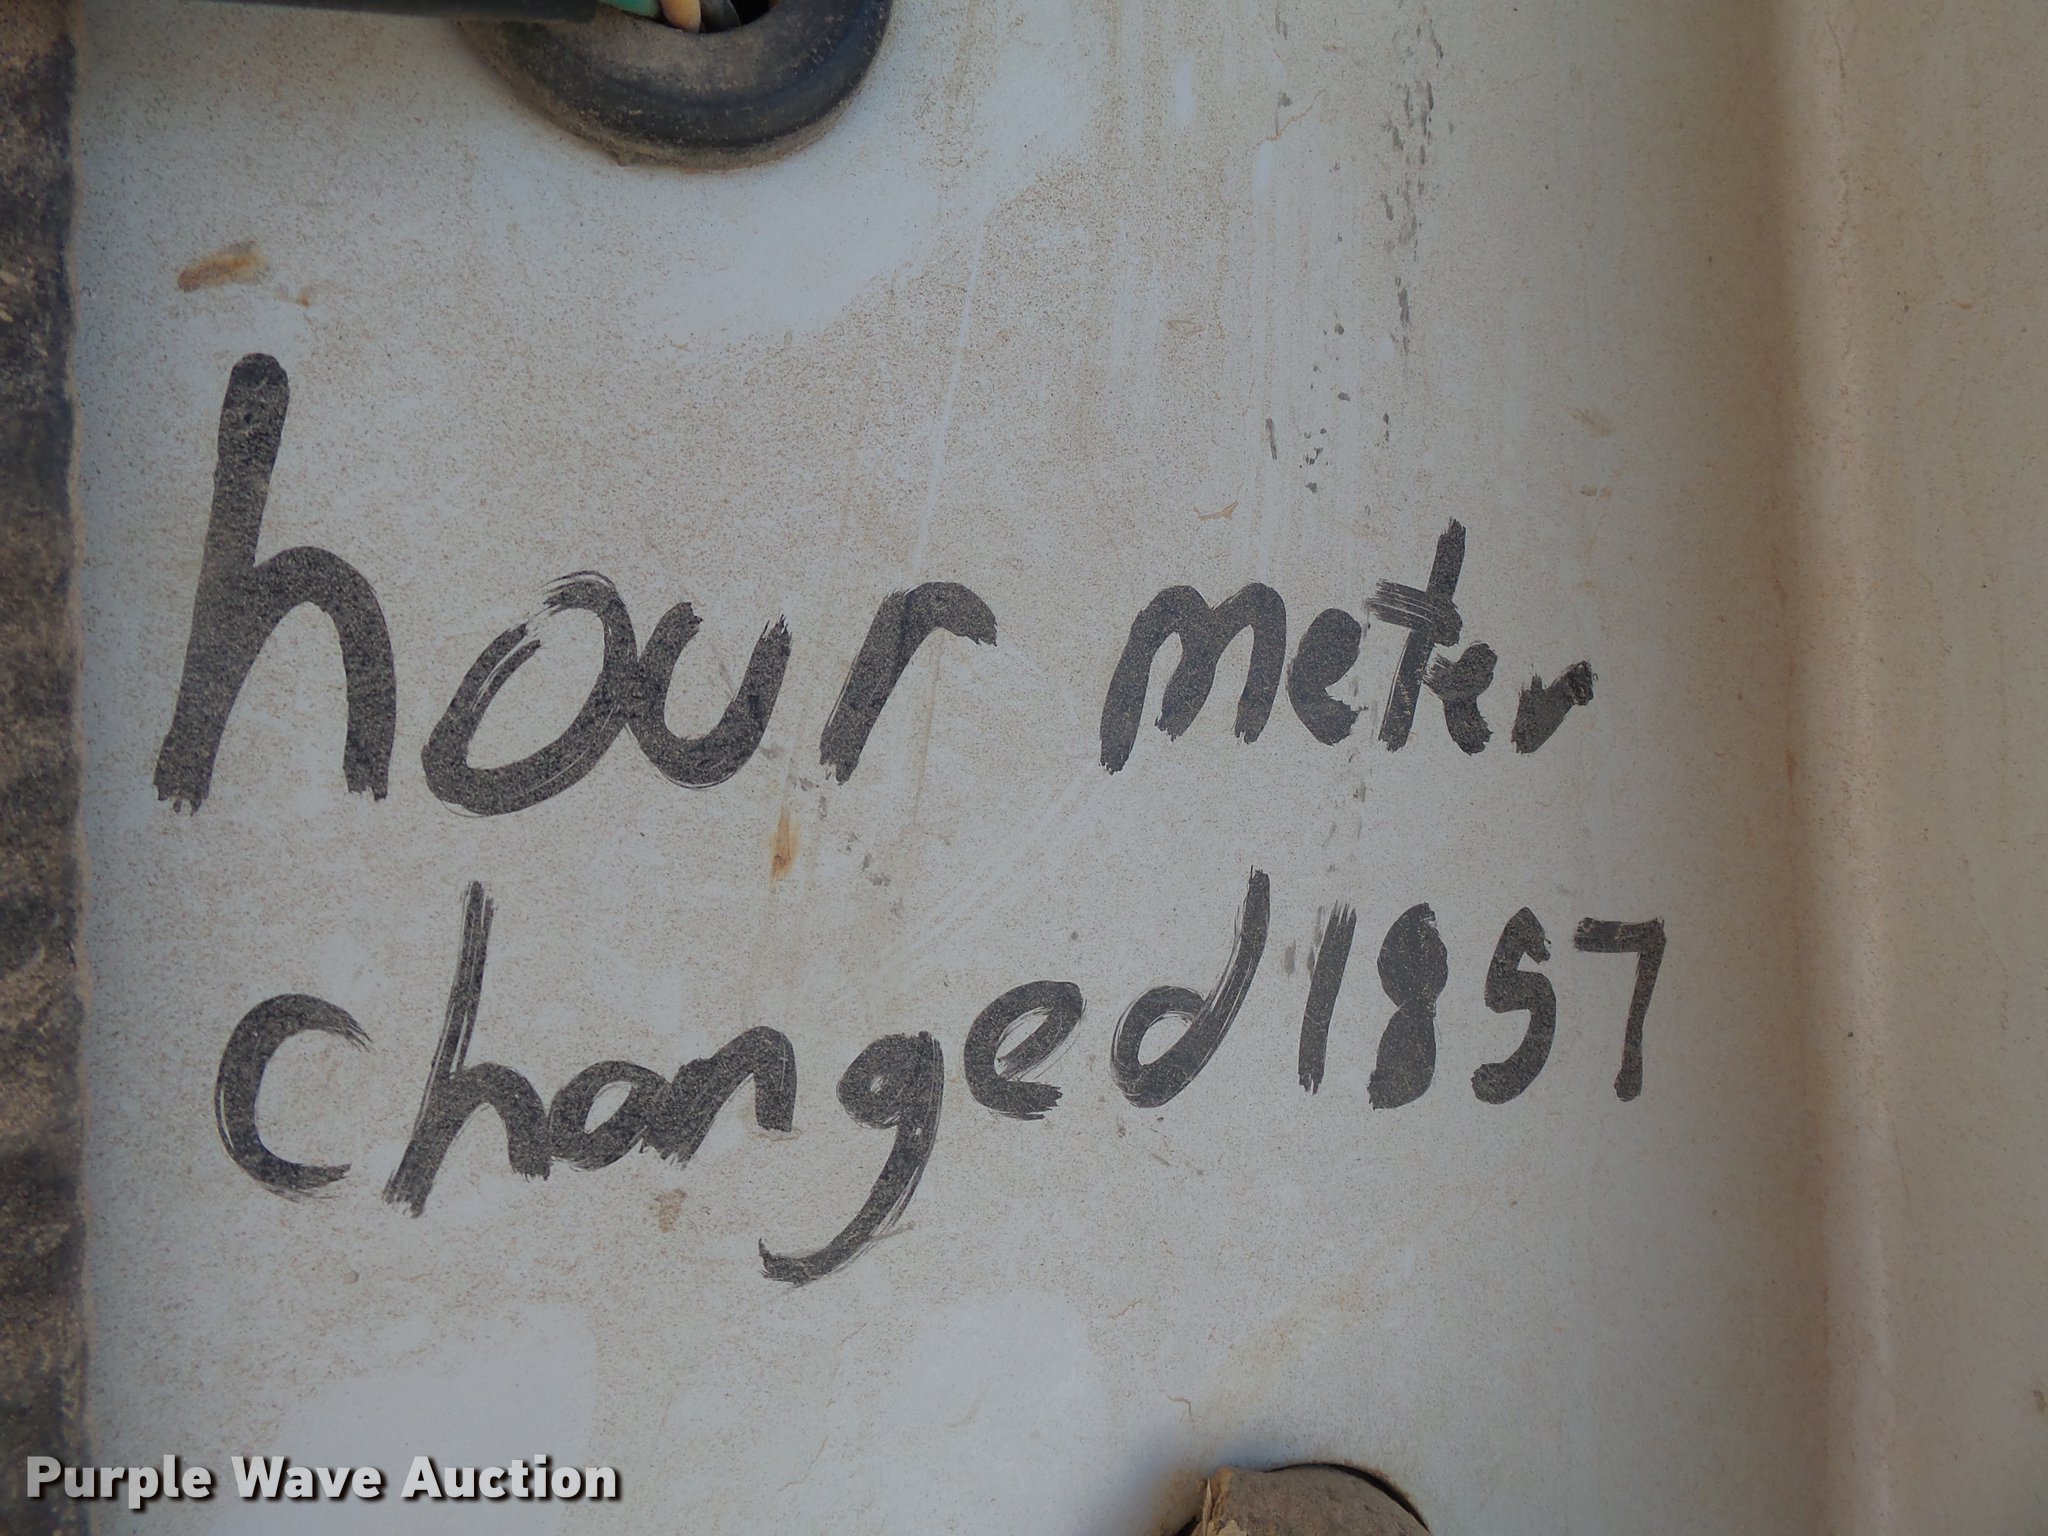 hour meter
changed 1857
Purple Wave Auction